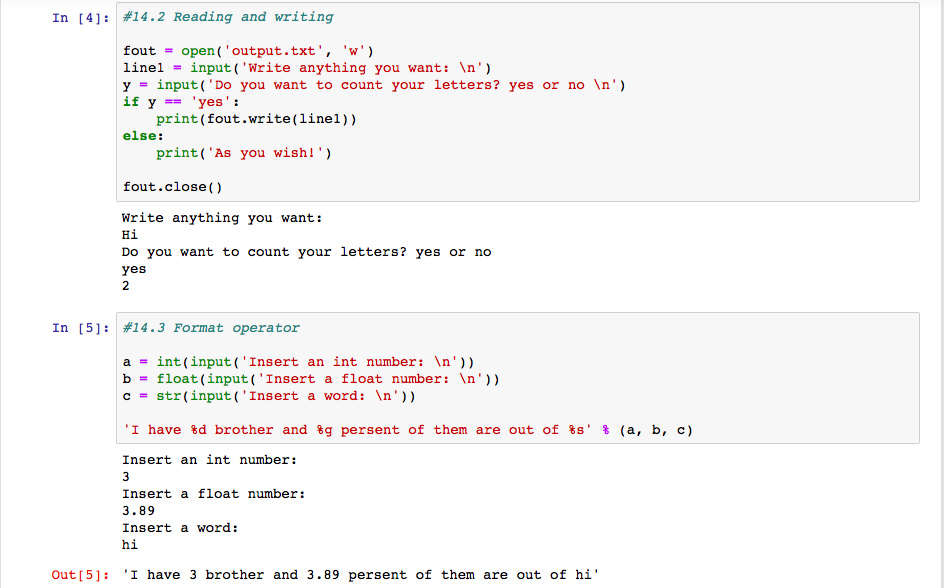 In [4]: #14.2 Reading and writing
fout = open('output.txt', 'w')
line1 = input('Write anything you want: \n')
y = input('Do you want to count your letters? yes or no \n')
if y == 'yes':
    print(fout.write(line1))
else:
    print('As you wish!')
fout.close()
Write anything you want:
Hi
Do you want to count your letters? yes or no
yes
2
In [5]: #14.3 Format operator
a = int(input('Insert an int number: \n'))
b = float(input('Insert a float number: \n'))
c = str(input('Insert a word: \n'))
'I have %d brother and %g persent of them are out of %s' % (a, b, c)
Insert an int number:
3
Insert a float number:
3.89
Insert a word:
hi
Out[5]: 'I have 3 brother and 3.89 persent of them are out of hi'